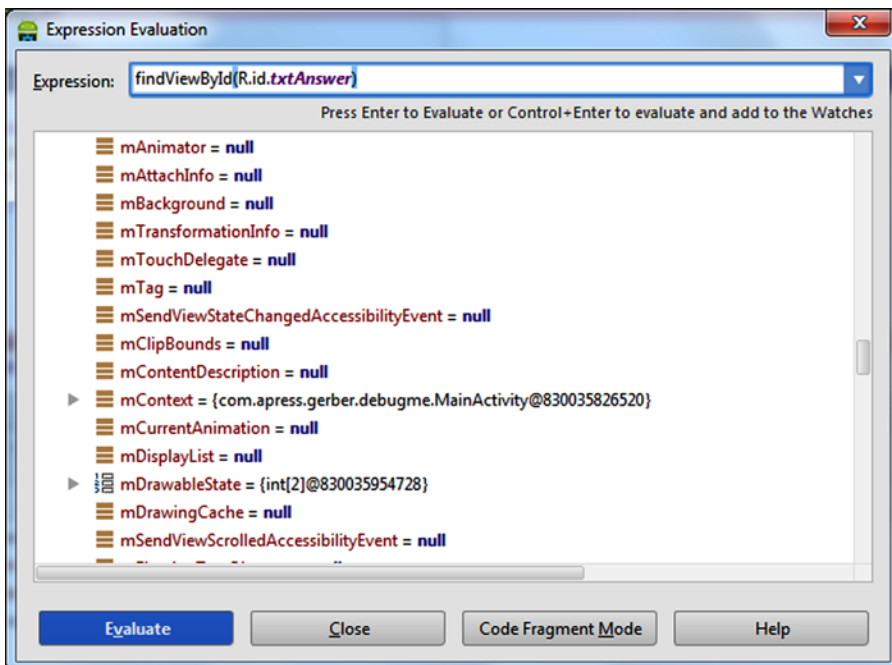 Expression Evaluation
Expression: findViewById(R.id.txtAnswer)
Press Enter to Evaluate or Control+Enter to evaluate and add to the Watches
mAnimator = null
mAttachInfo = null
mBackground = null
mTransformationInfo = null
mTouchDelegate = null
mTag = null
mSendViewStateChangedAccessibilityEvent = null
mClipBounds = null
mContentDescription = null
mContext = {com.apress.gerber.debugme.MainActivity@830035826520}
mCurrentAnimation = null
mDisplayList = null
mDrawableState = {int[2]@830035954728}
mDrawingCache = null
mSendViewScrolledAccessibilityEvent = null
Evaluate Close Code Fragment Mode Help